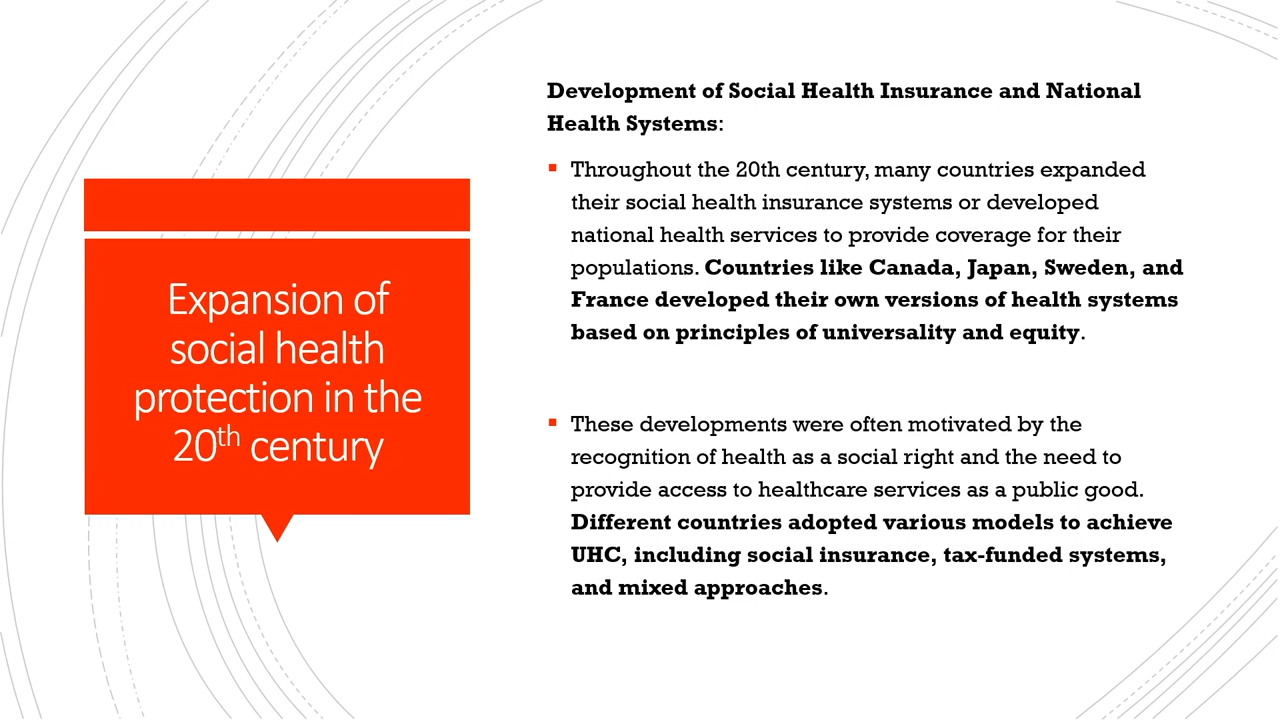 Expansion of
social health
protection in the
20th century
Development of Social Health Insurance and National
Health Systems:
Throughout the 20th century, many countries expanded
their social health insurance systems or developed
national health services to provide coverage for their
populations. Countries like Canada, Japan, Sweden, and
France developed their own versions of health systems
based on principles of universality and equity.
These developments were often motivated by the
recognition of health as a social right and the need to
provide access to healthcare services as a public good.
Different countries adopted various models to achieve
UHC, including social insurance, tax-funded systems,
and mixed approaches.